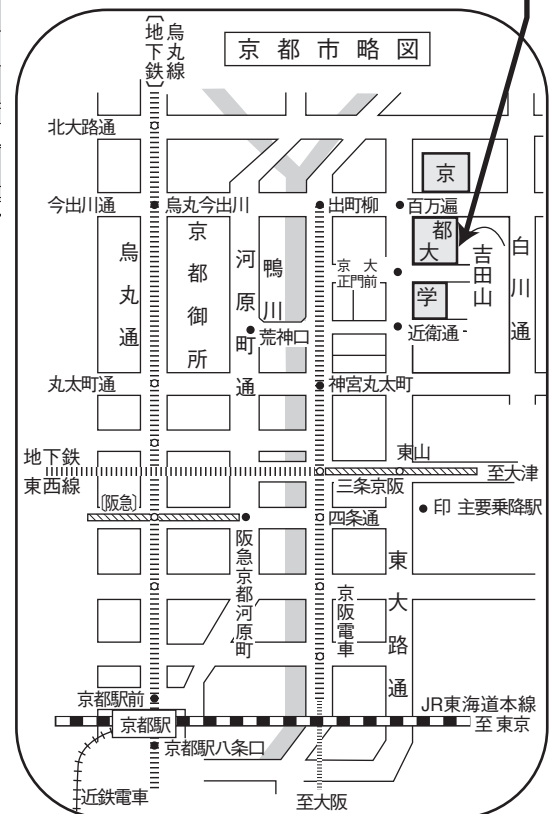 京都市略図
烏丸線
〔地下鉄〕
北大路通
京
今出川通
烏丸今出川
出町柳
百万遍
都
大
学
吉田山
白川通
烏丸通
京都御所
河原町通
鴨川
京大
正門前
荒神口
近衛通
丸太町通
神宮丸太町
地下鉄
東西線
東山
三条京阪
至大津
〔阪急〕
四条通
●印 主要乗降駅
阪急京都河原町
京阪電車
東大路通
京都駅前
JR東海道本線
京都駅
至東京
京都駅八条口
近鉄電車
至大阪